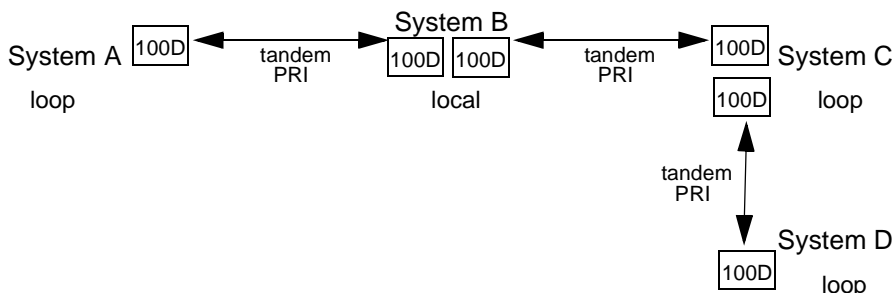 System B
System A
100D
tandem
PRI
100D
100D
tandem
PRI
100D
System C
loop
local
100D
loop
tandem
PRI
System D
100D
loop